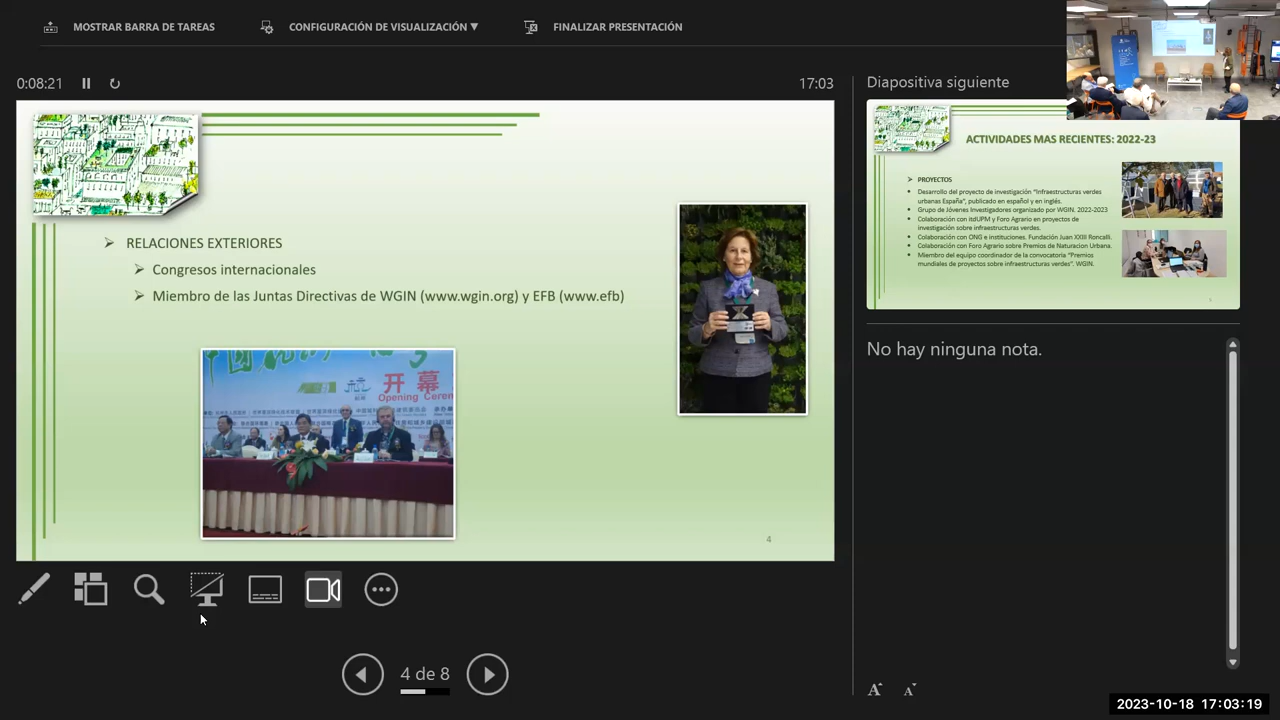 MOSTRAR BARRA DE TAREAS
CONFIGURACIÓN DE VISUALIZACIÓN ▼
FINALIZAR PRESENTACIÓN
0:08:21
17:03
Diapositiva siguiente
RELACIONES EXTERIORES
Congresos internacionales
Miembro de las Juntas Directivas de WGIN (www.wgin.org) y EFB (www.efb)
开幕
Opening Ceren
4
ACTIVIDADES MAS RECIENTES: 2022-23
PROYECTOS
Desarrollo del proyecto de investigación "Infraestructuras verdes
urbanas España", publicado en español y en inglés.
Grupo de Jóvenes Investigadores organizado por WGIN. 2022-2023
Colaboración con itdUPM y Foro Agrario en proyectos de
investigación sobre infraestructuras verdes.
Colaboración con ONG e instituciones. Fundación Juan XXIII Roncalli.
Colaboración con Foro Agrario sobre Premios de Naturacion Urbana.
Miembro del equipo coordinador de la convocatoria "Premios
mundiales de proyectos sobre infraestructuras verdes". WGIN.
5
No hay ninguna nota.
4 de 8
A A
2023-10-18 17:03:19